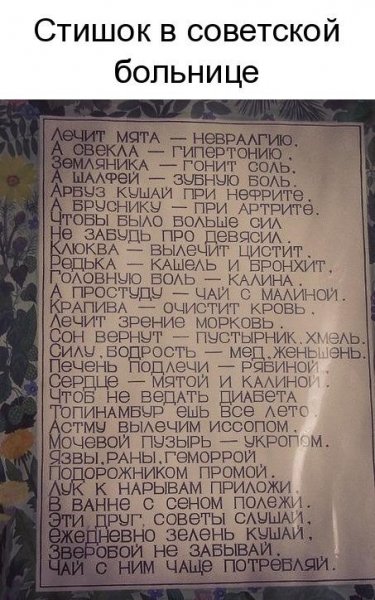 Стишок в советской
больнице
Лечит мята — невралгию.
А свекла — гипертонию.
Земляника — гонит соль.
А шалфей — зубную боль.
Арбуз кушай при нефрите.
А бруснику — при артрите.
Чтобы было больше сил
Не забудь про девясил.
Клюква — вылечит цистит.
Редька — кашель и бронхит.
Головную боль — калина.
А простуду — чай с малиной.
Крапива — очистит кровь.
Лечит зрение морковь.
Сон вернут — пустырник, хмель.
Силу, бодрость — мед, женьшень.
Печень подлечи — рябиной
Сердце — мятой и калиной
Чтоб не ведать диабета
Топинамбур ешь все лето.
Астму вылечим иссопом.
Мочевой пузырь — укропом.
Язвы, раны, геморрой
Подорожником промой.
Лук к нарывам приложи.
В ванне с сеном полежи.
Эти друг, советы слушай,
Ежедневно зелень кушай,
Зверобой не забывай.
Чай с ним чаще потребляй.